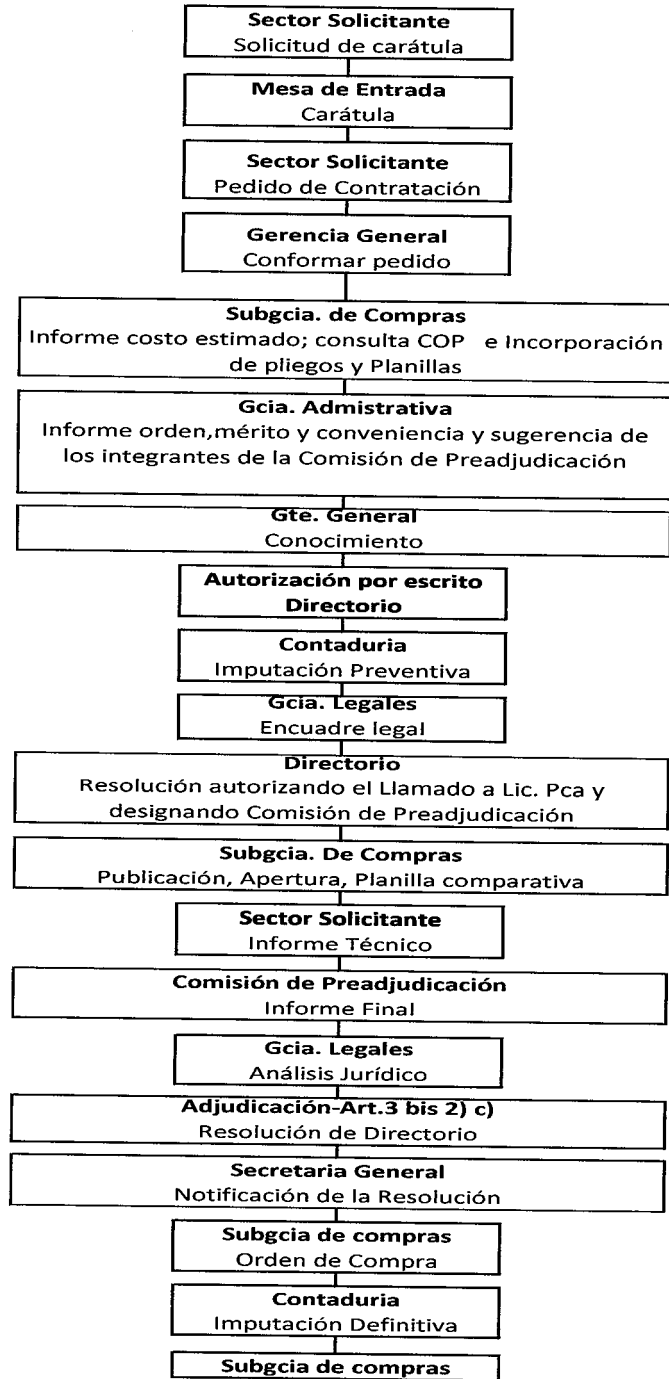 Sector Solicitante
Solicitud de carátula
Mesa de Entrada
Carátula
Sector Solicitante
Pedido de Contratación
Gerencia General
Conformar pedido
Subgcia. de Compras
Informe costo estimado; consulta COP e Incorporación
de pliegos y Planillas
Gcia. Admistrativa
Informe orden,mérito y conveniencia y sugerencia de
los integrantes de la Comisión de Preadjudicación
Gte. General
Conocimiento
Autorización por escrito
Directorio
Contaduria
Imputación Preventiva
Gcia. Legales
Encuadre legal
Directorio
Resolución autorizando el Llamado a Lic. Pca y
designando Comisión de Preadjudicación
Subgcia. De Compras
Publicación, Apertura, Planilla comparativa
Sector Solicitante
Informe Técnico
Comisión de Preadjudicación
Informe Final
Gcia. Legales
Análisis Jurídico
Adjudicación-Art.3 bis 2) c)
Resolución de Directorio
Secretaria General
Notificación de la Resolución
Subgcia de compras
Orden de Compra
Contaduria
Imputación Definitiva
Subgcia de compras